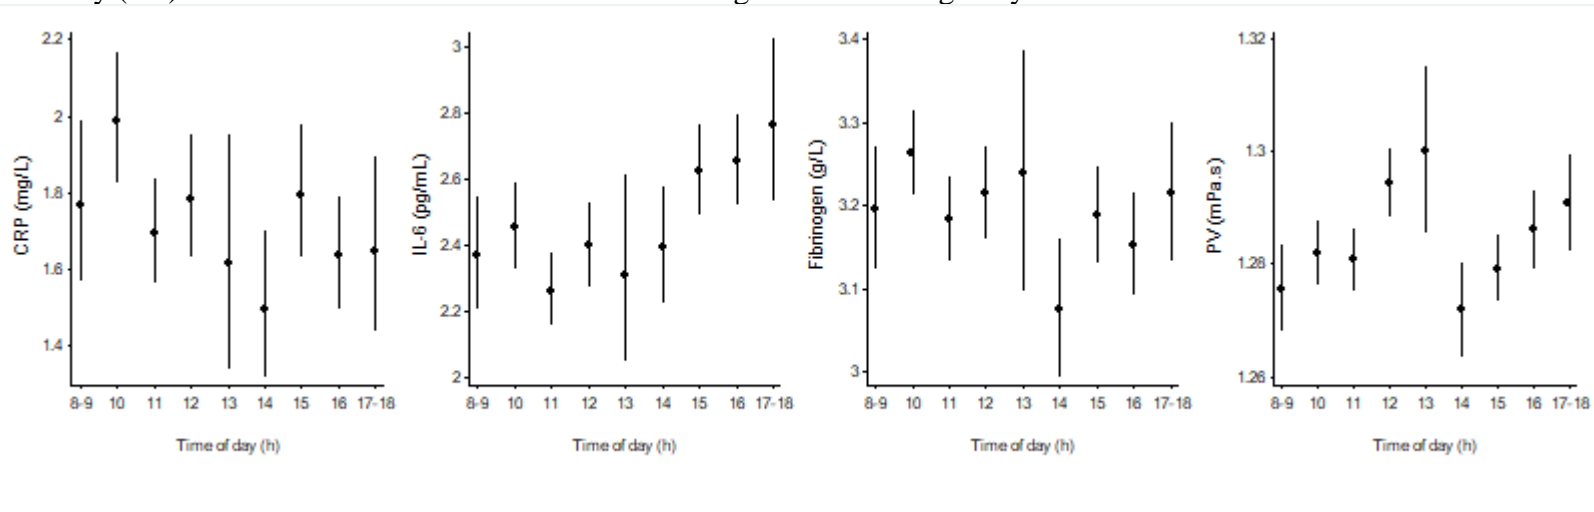 2.2
2
1.8
1.6
1.4
CRP (mg/L)
8-9 10 11 12 13 14 15 16 17-18
Time of day (h)
3
2.8
2.6
2.4
2.2
2
IL-6 (pg/mL)
8-9 10 11 12 13 14 15 16 17-18
Time of day (h)
3.4
3.3
3.2
3.1
3
Fibrinogen (g/L)
8-9 10 11 12 13 14 15 16 17-18
Time of day (h)
1.32
1.3
1.28
1.26
PV (mPa.s)
8-9 10 11 12 13 14 15 16 17-18
Time of day (h)